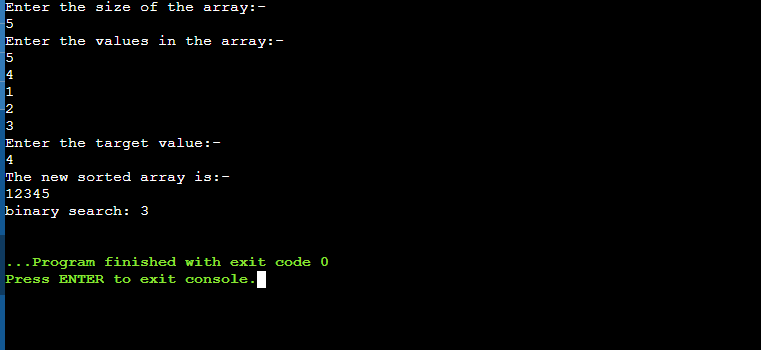 Enter the size of the array:-
5
Enter the values in the array:-
5
4
1
2
3
Enter the target value:-
4
The new sorted array is:-
12345
binary search: 3
...Program finished with exit code 0
Press ENTER to exit console.